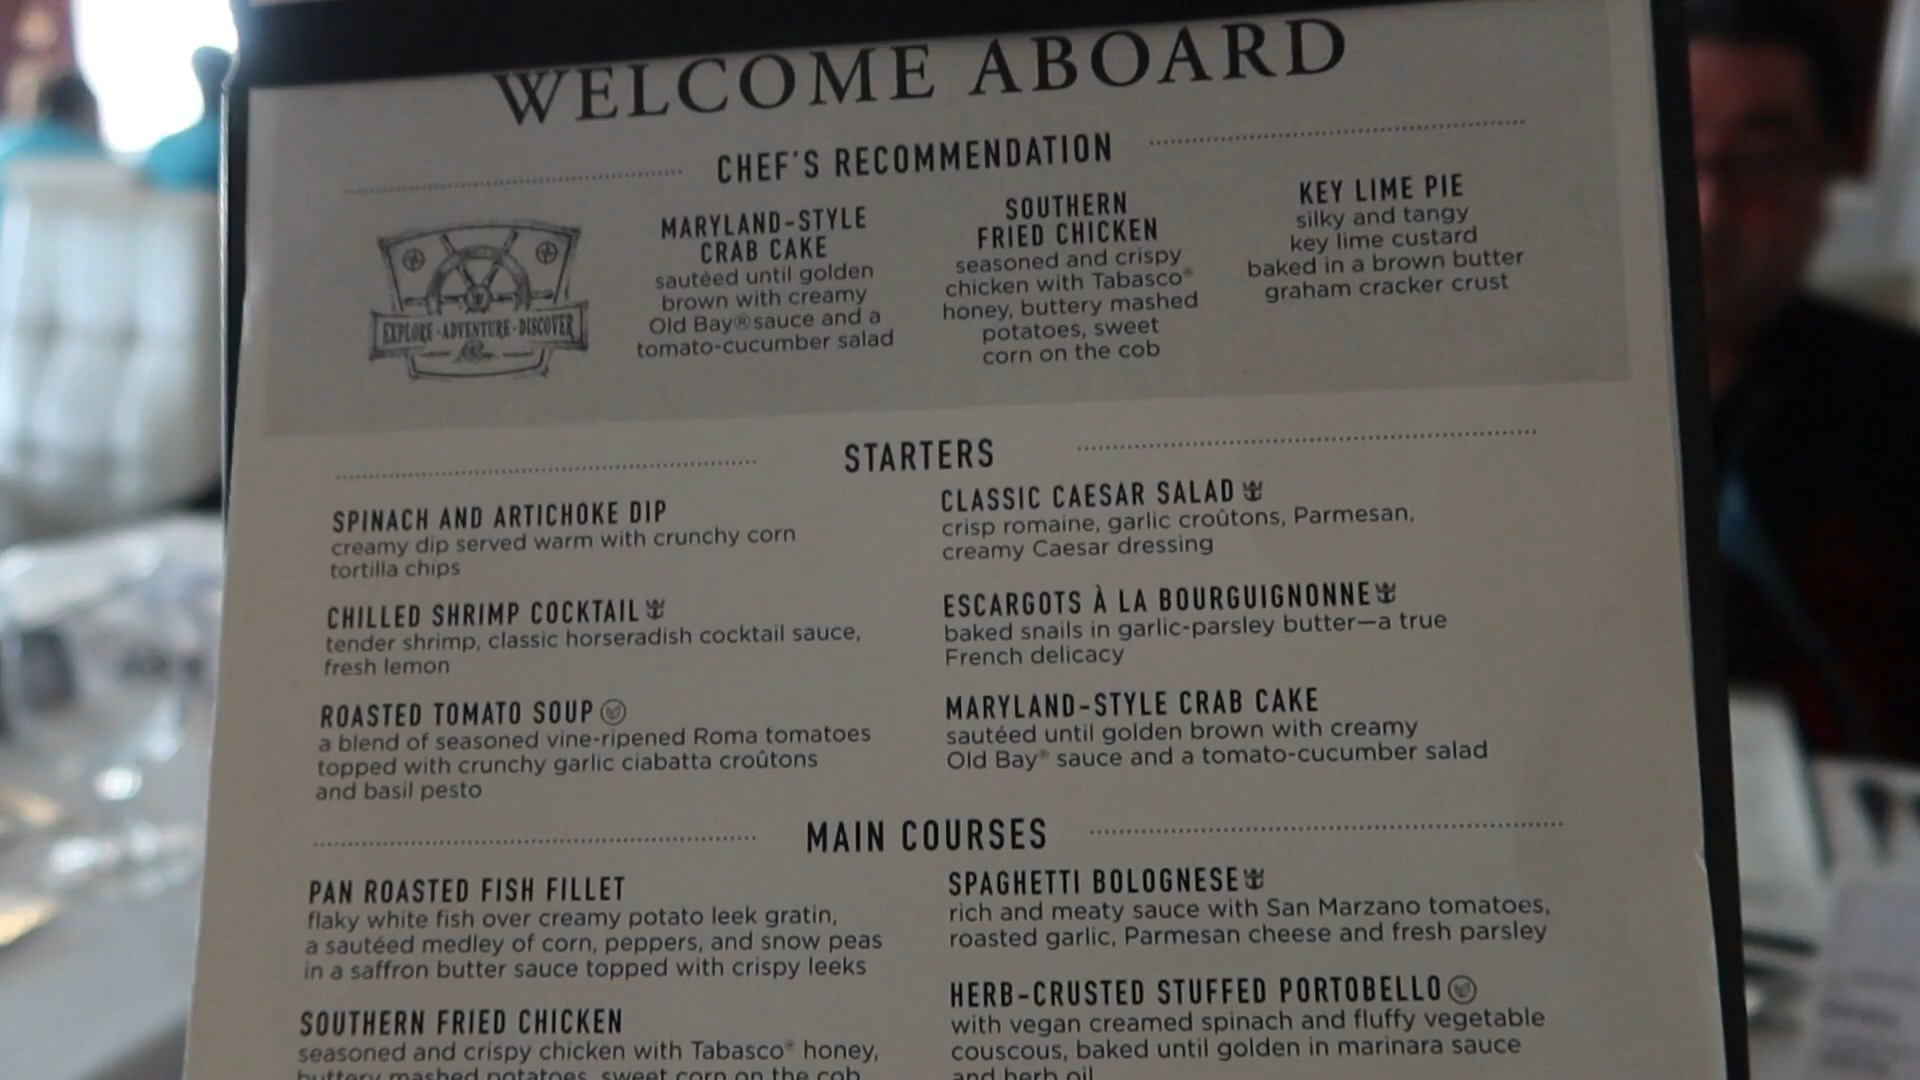 WELCOME ABOARD
CHEF'S RECOMMENDATION
EXPLORE · ADVENTURE · DISCOVER
MARYLAND-STYLE
CRAB CAKE
sautéed until golden
brown with creamy
Old Bay® sauce and a
tomato-cucumber salad
SOUTHERN
FRIED CHICKEN
seasoned and crispy
chicken with Tabasco®
honey, buttery mashed
potatoes, sweet
corn on the cob
KEY LIME PIE
silky and tangy
key lime custard
baked in a brown butter
graham cracker crust
STARTERS
SPINACH AND ARTICHOKE DIP
creamy dip served warm with crunchy corn
tortilla chips
CHILLED SHRIMP COCKTAIL
tender shrimp, classic horseradish cocktail sauce,
fresh lemon
ROASTED TOMATO SOUP
a blend of seasoned vine-ripened Roma tomatoes
topped with crunchy garlic ciabatta croûtons
and basil pesto
CLASSIC CAESAR SALAD
crisp romaine, garlic croûtons, Parmesan,
creamy Caesar dressing
ESCARGOTS À LA BOURGUIGNONNE
baked snails in garlic-parsley butter—a true
French delicacy
MARYLAND-STYLE CRAB CAKE
sautéed until golden brown with creamy
Old Bay® sauce and a tomato-cucumber salad
MAIN COURSES
PAN ROASTED FISH FILLET
flaky white fish over creamy potato leek gratin,
a sautéed medley of corn, peppers, and snow peas
in a saffron butter sauce topped with crispy leeks
SOUTHERN FRIED CHICKEN
seasoned and crispy chicken with Tabasco® honey,
buttery mashed potatoes, sweet corn on the cob
SPAGHETTI BOLOGNESE
rich and meaty sauce with San Marzano tomatoes,
roasted garlic, Parmesan cheese and fresh parsley
HERB-CRUSTED STUFFED PORTOBELLO
with vegan creamed spinach and fluffy vegetable
couscous, baked until golden in marinara sauce
and herb oil